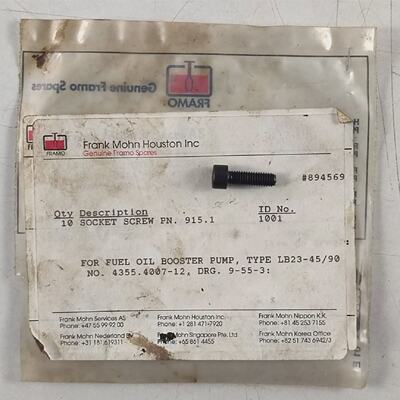 Genuine Framo Spares
FRAMO
FRAMO
Frank Mohn Houston Inc
Genuine Framo Spares
#894569
Qty Description ID No.
10 SOCKET SCREW PN. 915.1 1001
FOR FUEL OIL BOOSTER PUMP, TYPE LB23-45/90
NO. 4355.4007-12, DRG. 9-55-3:
Frank Mohn Services AS Frank Mohn Houston Inc. Frank Mohn Nippon K.K.
Phone: +47 55 99 92 00 Phone: +1 281 471-7920 Phone: +81 45 253 7155
Frank Mohn Nederland Frank Mohn Singapore Pte. Ltd Frank Mohn Korea Office
Phone: +31 181 619311 Phone: +65 861 4455 Phone: +82 51 743 6942/3